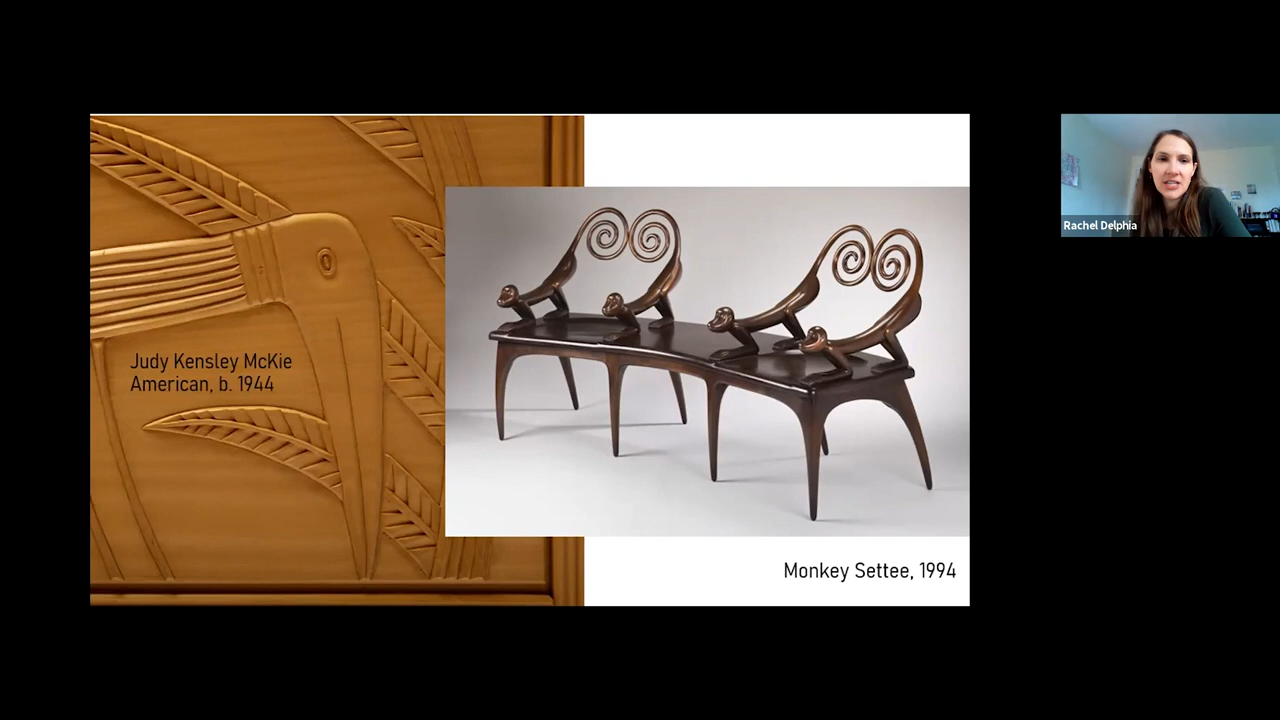 Judy Kensley McKie
American, b. 1944
Monkey Settee, 1994
Rachel Delphia